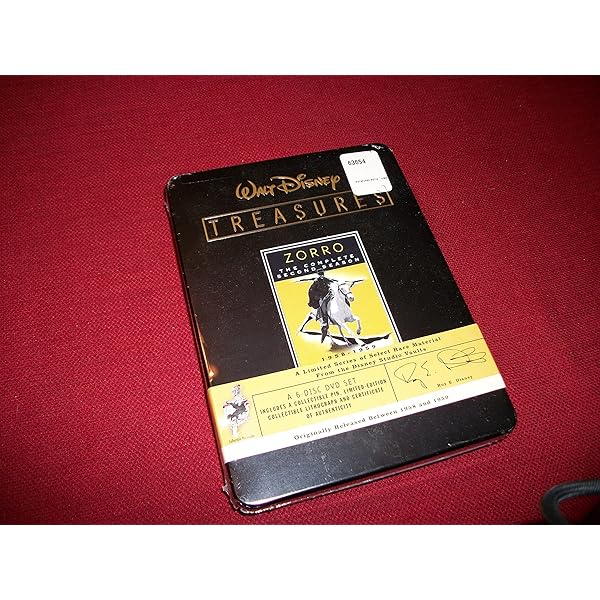 63054
WALT DISNEY
TREASURES
ZORRO
THE COMPLETE
SECOND SEASON
1958-1959
A Limited Series of Select Rare Material
From the Disney Studio Vaults
A 6-DISC DVD SET
INCLUDES A COLLECTIBLE PIN, LIMITED-EDITION
COLLECTIBLE LITHOGRAPH AND CERTIFICATE
OF AUTHENTICITY
Roy E. Disney
Originally Released Between 1958 and 1959